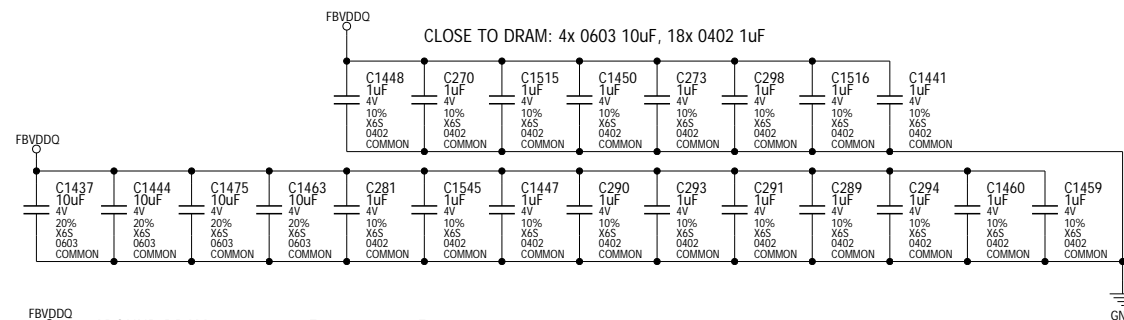 FBVDDQ
CLOSE TO DRAM: 4x 0603 10uF, 18x 0402 1uF
C1448
1uF
4V
10%
X6S
0402
COMMON
C270
1uF
4V
10%
X6S
0402
COMMON
C1515
1uF
4V
10%
X6S
0402
COMMON
C1450
1uF
4V
10%
X6S
0402
COMMON
C273
1uF
4V
10%
X6S
0402
COMMON
C298
1uF
4V
10%
X6S
0402
COMMON
C1516
1uF
4V
10%
X6S
0402
COMMON
C1441
1uF
4V
10%
X6S
0402
COMMON
FBVDDQ
C1437
10uF
4V
20%
X6S
0603
COMMON
C1444
10uF
4V
20%
X6S
0603
COMMON
C1475
10uF
4V
20%
X6S
0603
COMMON
C1463
10uF
4V
20%
X6S
0603
COMMON
C281
1uF
4V
10%
X6S
0402
COMMON
C1545
1uF
4V
10%
X6S
0402
COMMON
C1447
1uF
4V
10%
X6S
0402
COMMON
C290
1uF
4V
10%
X6S
0402
COMMON
C293
1uF
4V
10%
X6S
0402
COMMON
C291
1uF
4V
10%
X6S
0402
COMMON
C289
1uF
4V
10%
X6S
0402
COMMON
C294
1uF
4V
10%
X6S
0402
COMMON
C1460
1uF
4V
10%
X6S
0402
COMMON
C1459
1uF
4V
10%
X6S
0402
COMMON
FBVDDQ